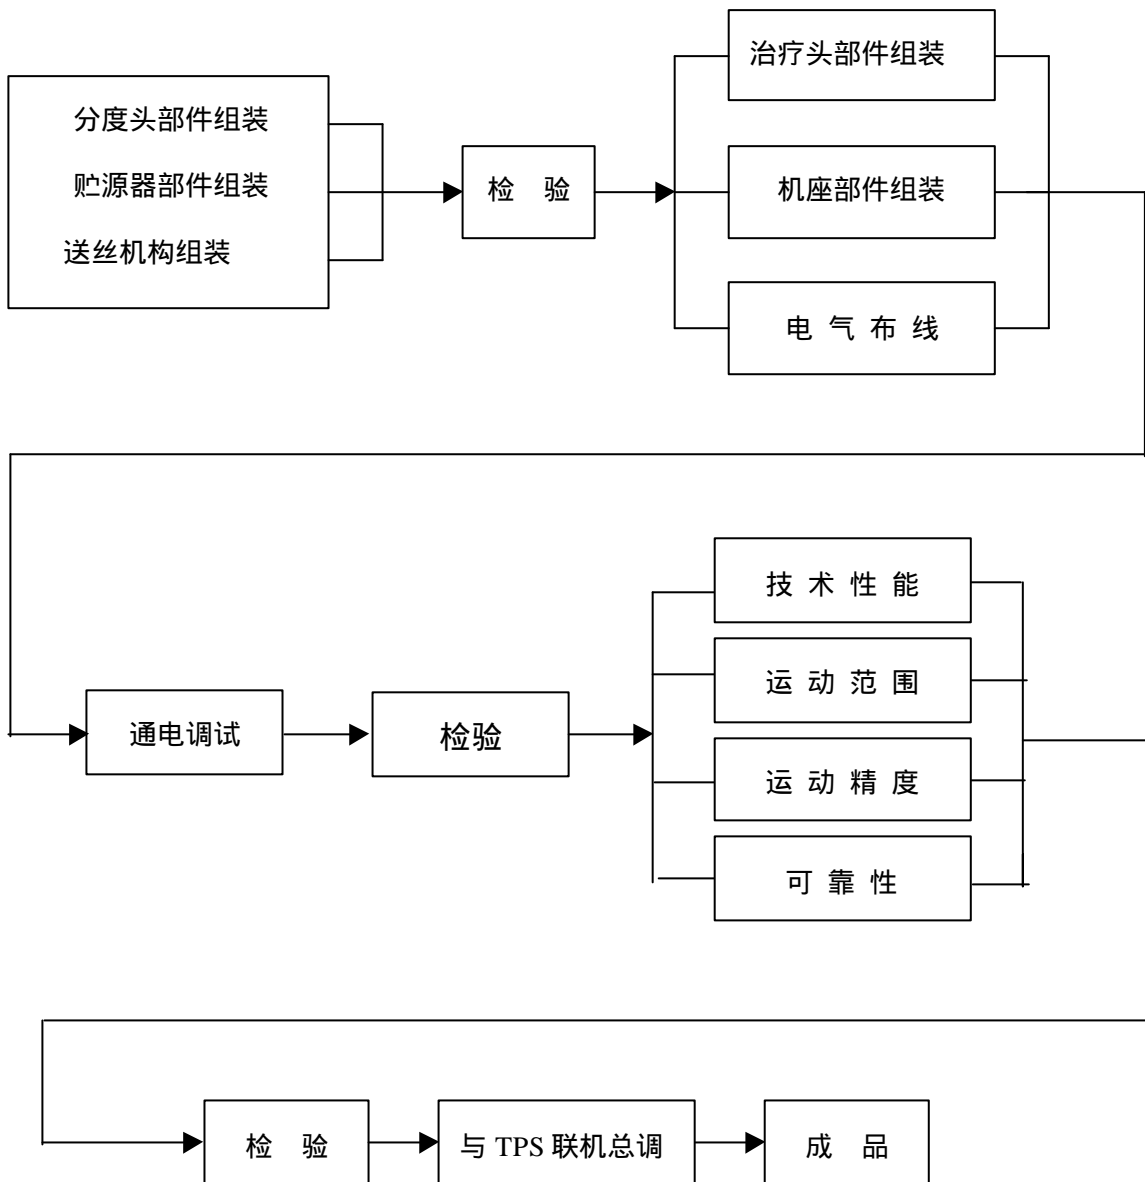 分度头部件组装
贮源器部件组装
送丝机构组装
检 验
治疗头部件组装
机座部件组装
电 气 布 线
通电调试
检验
技 术 性 能
运 动 范 围
运 动 精 度
可 靠 性
检 验
与 TPS 联机总调
成 品